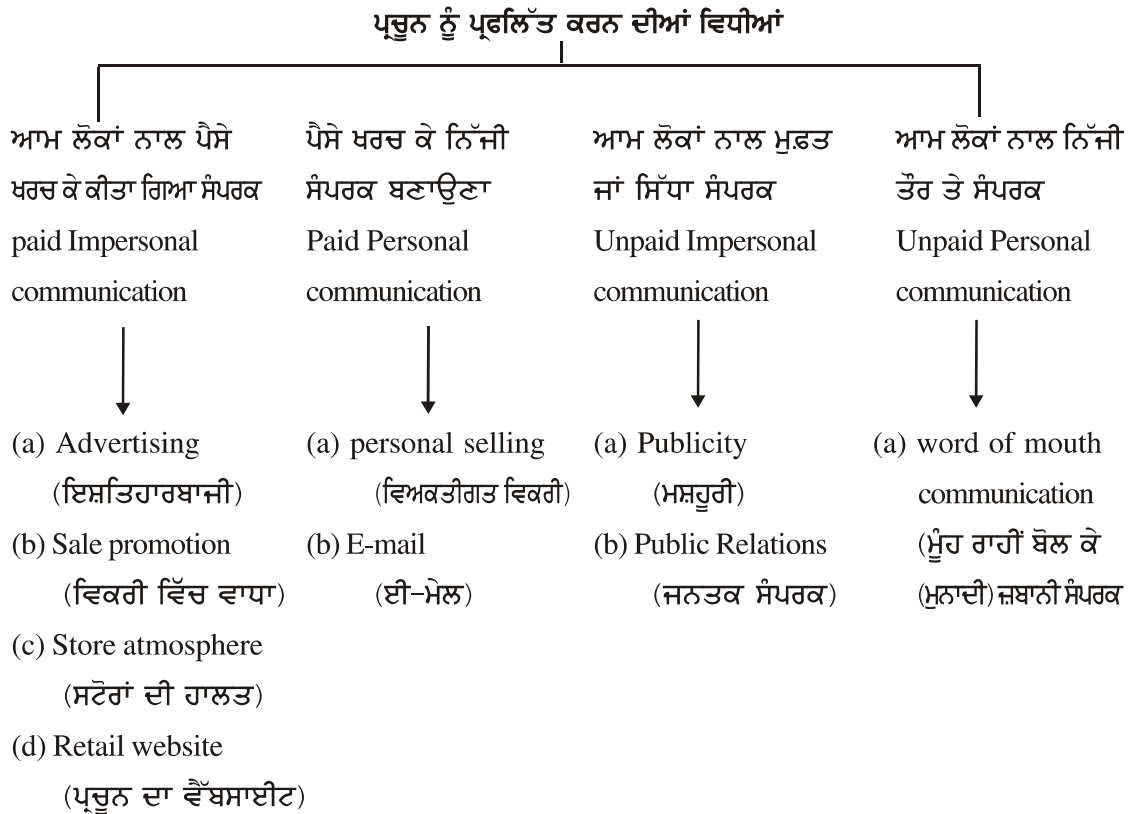 ਪ੍ਰਚੂਨ ਨੂੰ ਪ੍ਰਫਲਿੱਤ ਕਰਨ ਦੀਆਂ ਵਿਧੀਆਂ
ਆਮ ਲੋਕਾਂ ਨਾਲ ਪੈਸੇ
ਖਰਚ ਕੇ ਕੀਤਾ ਗਿਆ ਸੰਪਰਕ
paid Impersonal
communication
(a) Advertising
(ਇਸ਼ਤਿਹਾਰਬਾਜੀ)
(b) Sale promotion
(ਵਿਕਰੀ ਵਿੱਚ ਵਾਧਾ)
(c) Store atmosphere
(ਸਟੋਰਾਂ ਦੀ ਹਾਲਤ)
(d) Retail website
(ਪ੍ਰਚੂਨ ਦਾ ਵੈੱਬਸਾਈਟ)
ਪੈਸੇ ਖਰਚ ਕੇ ਨਿੱਜੀ
ਸੰਪਰਕ ਬਣਾਉਣਾ
Paid Personal
communication
(a) personal selling
(ਵਿਅਕਤੀਗਤ ਵਿਕਰੀ)
(b) E-mail
(ਈ-ਮੇਲ)
ਆਮ ਲੋਕਾਂ ਨਾਲ ਮੁਫ਼ਤ
ਜਾਂ ਸਿੱਧਾ ਸੰਪਰਕ
Unpaid Impersonal
communication
(a) Publicity
(ਮਸ਼ਹੂਰੀ)
(b) Public Relations
(ਜਨਤਕ ਸੰਪਰਕ)
ਆਮ ਲੋਕਾਂ ਨਾਲ ਨਿੱਜੀ
ਤੌਰ ਤੇ ਸੰਪਰਕ
Unpaid Personal
communication
(a) word of mouth
communication
(ਮੂੰਹ ਰਾਹੀਂ ਬੋਲ ਕੇ
(ਮੁਨਾਦੀ) ਜ਼ਬਾਨੀ ਸੰਪਰਕ